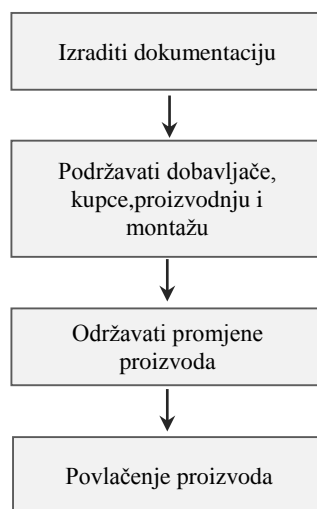 Izraditi dokumentaciju
Podržavati dobavljače,
kupce,proizvodnju i
montažu
Održavati promjene
proizvoda
Povlačenje proizvoda